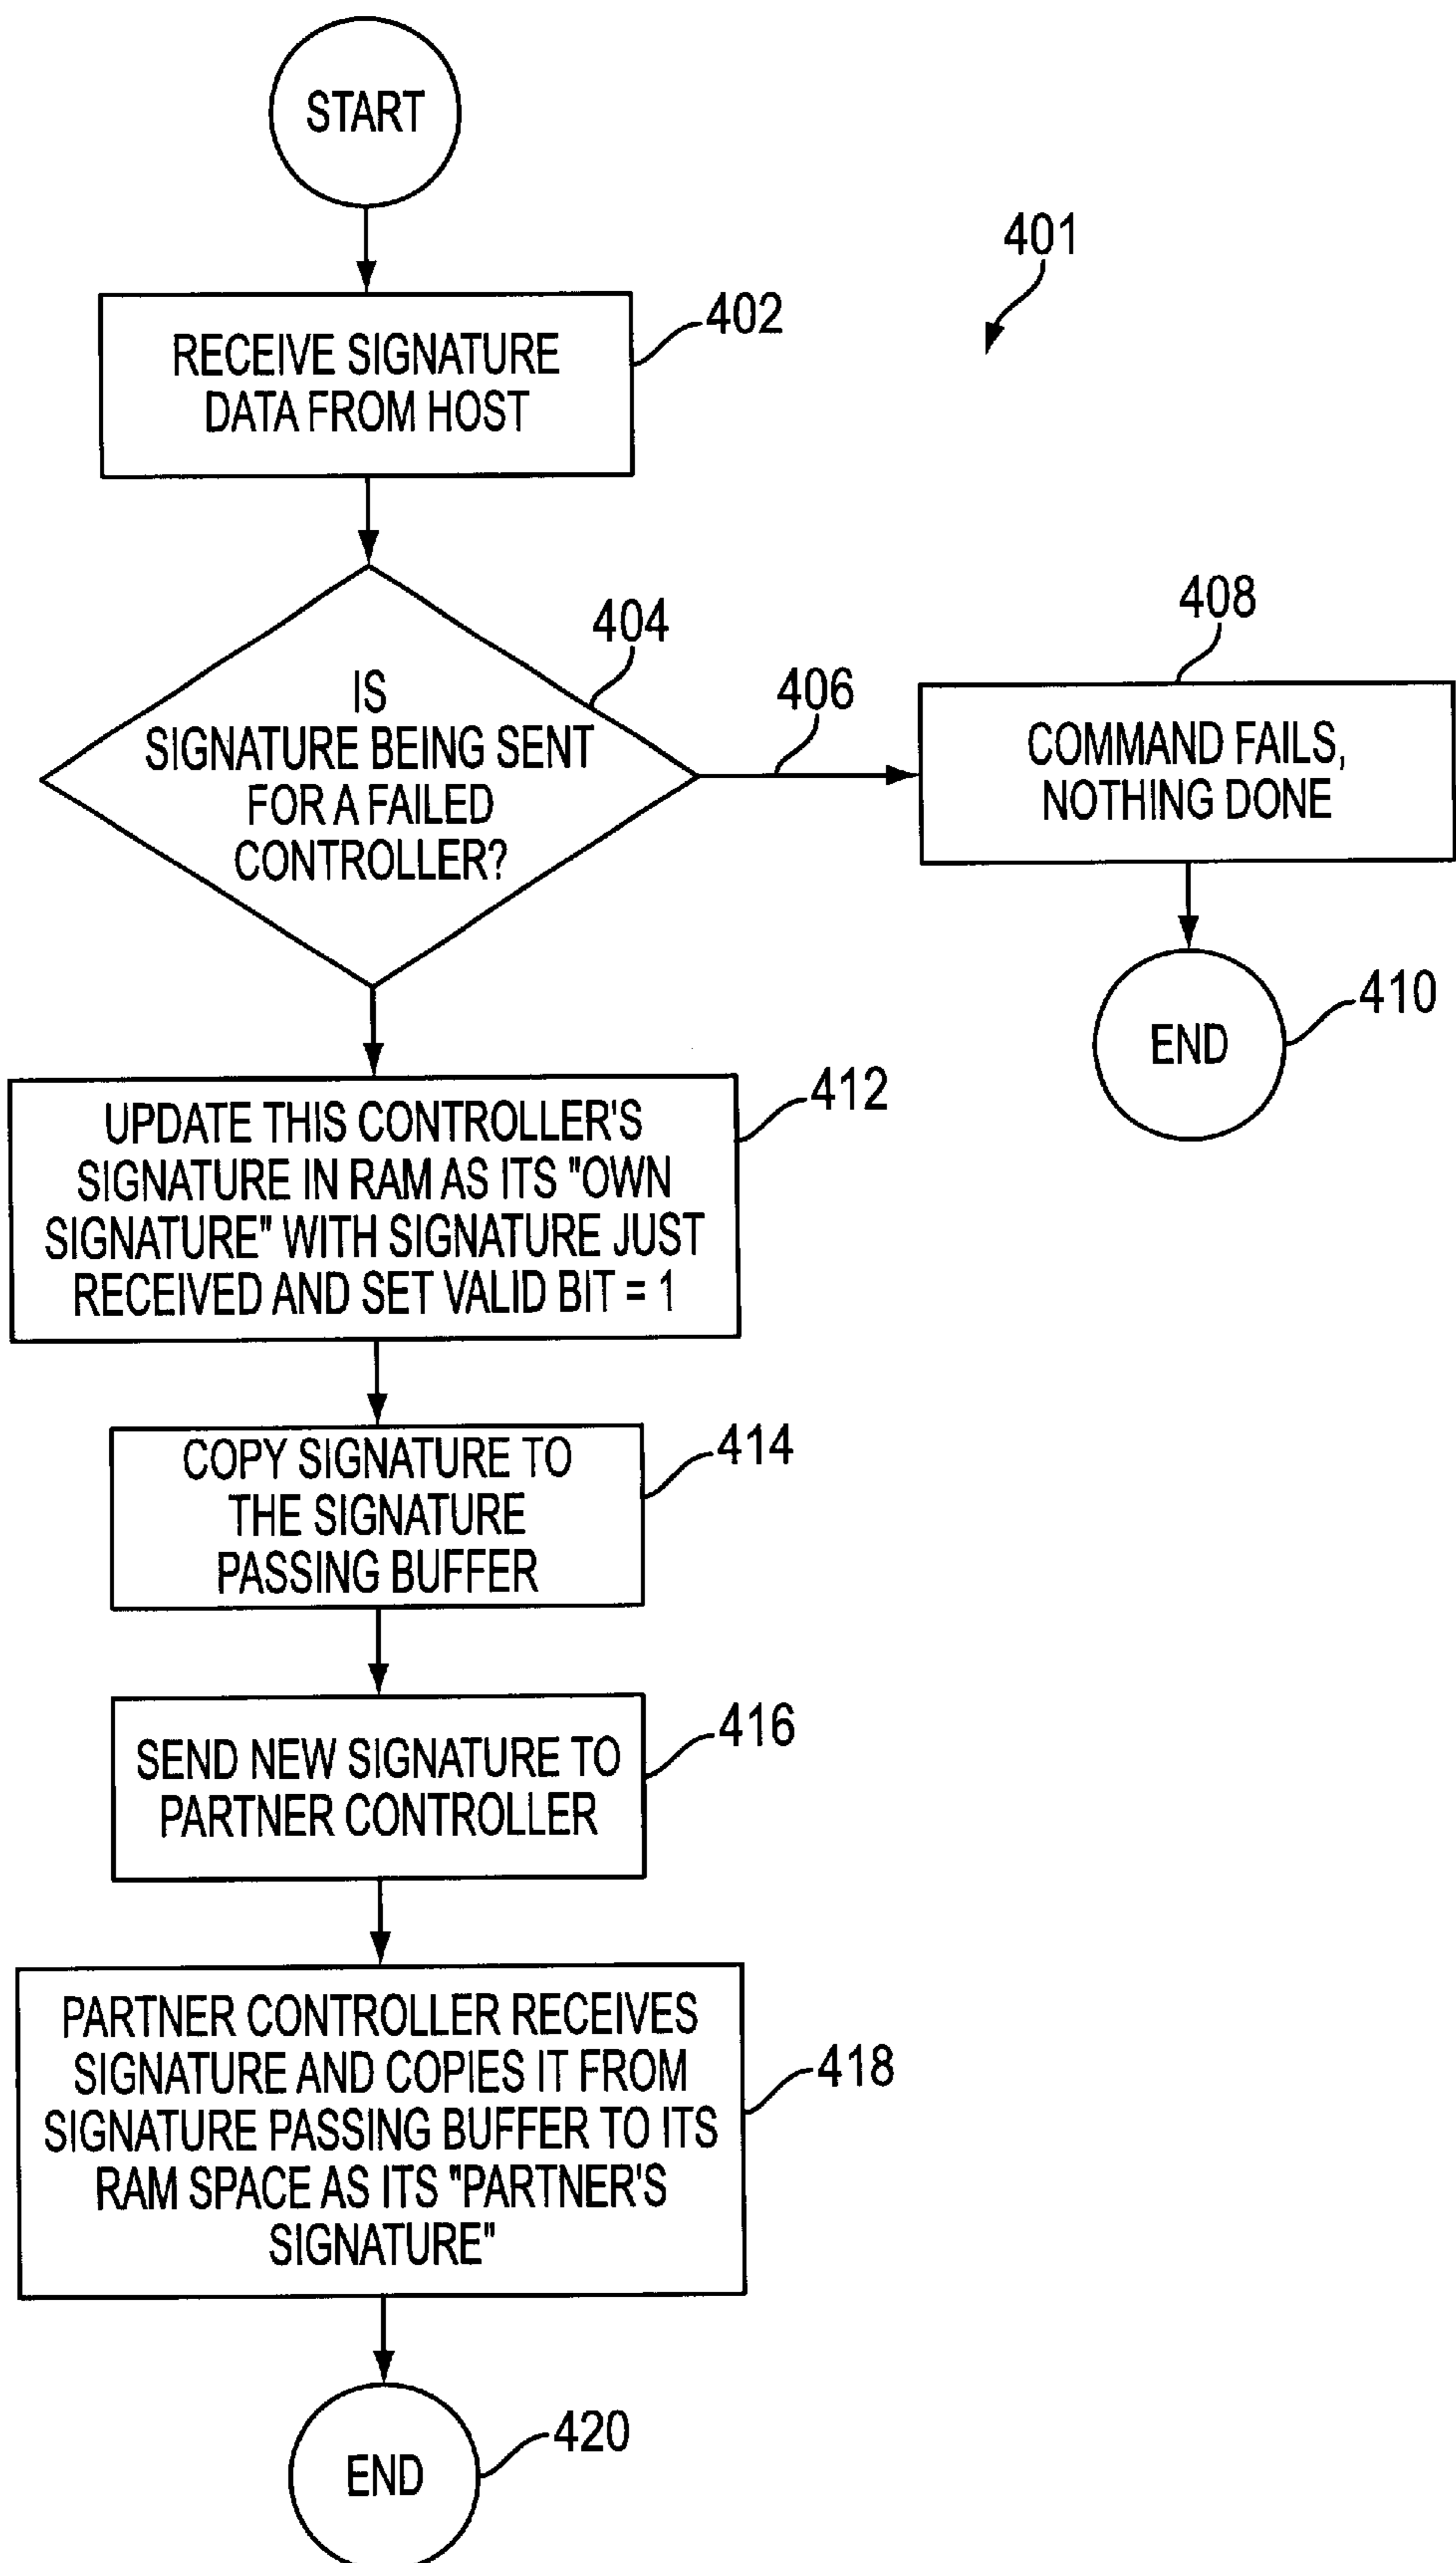 START
401
402
RECEIVE SIGNATURE
DATA FROM HOST
404
IS
SIGNATURE BEING SENT
FOR A FAILED
CONTROLLER?
406
408
COMMAND FAILS,
NOTHING DONE
END
410
412
UPDATE THIS CONTROLLER'S
SIGNATURE IN RAM AS ITS "OWN
SIGNATURE" WITH SIGNATURE JUST
RECEIVED AND SET VALID BIT = 1
414
COPY SIGNATURE TO
THE SIGNATURE
PASSING BUFFER
416
SEND NEW SIGNATURE TO
PARTNER CONTROLLER
418
PARTNER CONTROLLER RECEIVES
SIGNATURE AND COPIES IT FROM
SIGNATURE PASSING BUFFER TO ITS
RAM SPACE AS ITS "PARTNER'S
SIGNATURE"
END
420